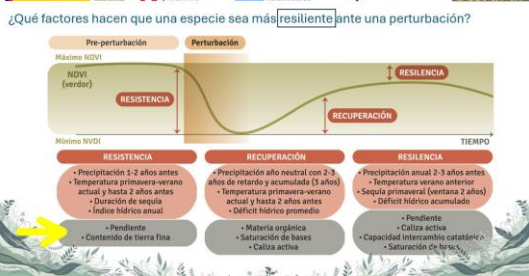 ¿Qué factores hacen que una especie sea más resiliente ante una perturbación?
Pre-perturbación
Perturbación
Máximo NDVI
NDVI
(verdor)
RESILENCIA
RESISTENCIA
RECUPERACIÓN
Mínimo NVDI
TIEMPO
RESISTENCIA
• Precipitación 1-2 años antes
• Temperatura primavera-verano
actual y hasta 2 años antes
• Duración de sequía
• Índice hídrico anual
• Pendiente
• Contenido de tierra fina
RECUPERACIÓN
• Precipitación año neutral con 2-3
años de retardo y acumulada (3 años)
• Temperatura primavera-verano
actual y hasta 2 años antes
• Déficit hídrico promedio
• Materia orgánica
• Saturación de bases
• Caliza activa
RESILENCIA
• Precipitación anual 2-3 años antes
• Temperatura verano anterior
• Sequía primaveral (ventana 2 años)
• Déficit hídrico acumulado
• Pendiente
• Caliza activa
• Capacidad intercambio catatónico
• Saturación de bases